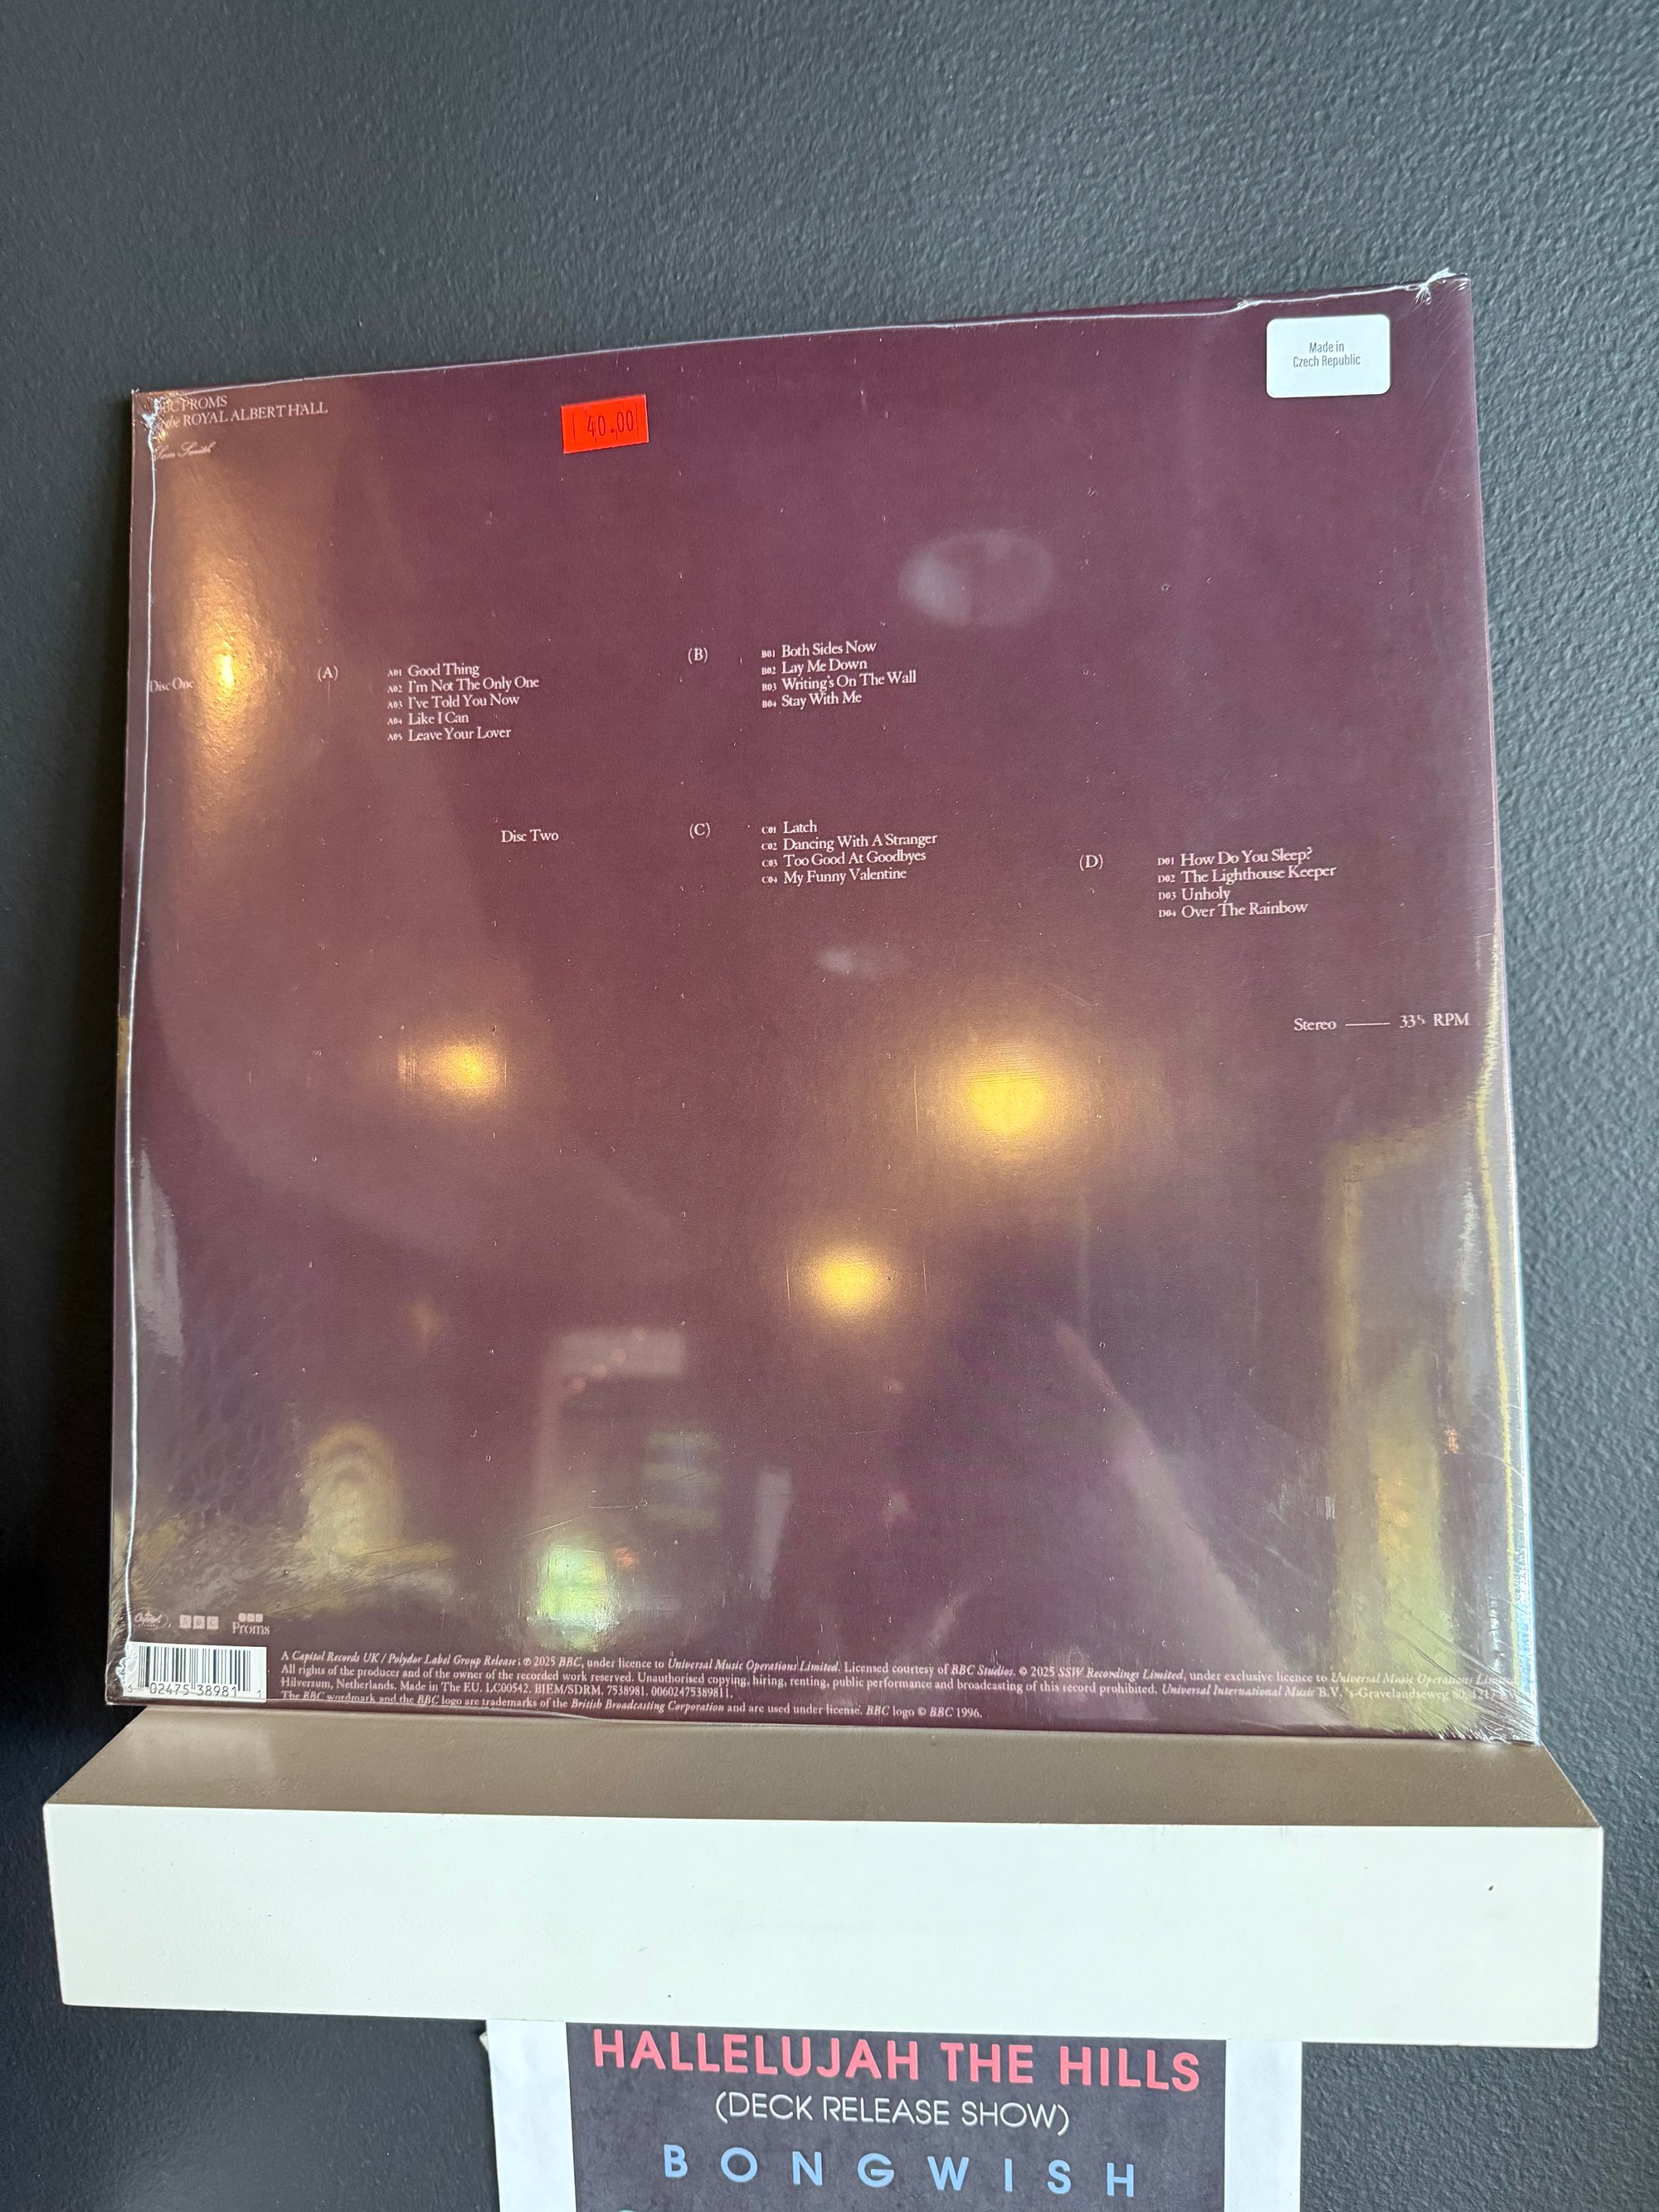 Made in
Czech Republic
BBC PROMS
at the ROYAL ALBERT HALL
Sam Smith
40.00
Disc One
(A)
A01 Good Thing
A02 I'm Not The Only One
A03 I've Told You Now
A04 Like I Can
A05 Leave Your Lover
(B)
B01 Both Sides Now
B02 Lay Me Down
B03 Writing's On The Wall
B04 Stay With Me
Disc Two
(C)
C01 Latch
C02 Dancing With A Stranger
C03 Too Good At Goodbyes
C04 My Funny Valentine
(D)
D01 How Do You Sleep?
D02 The Lighthouse Keeper
D03 Unholy
D04 Over The Rainbow
Stereo — 33⅓ RPM
Capitol
BBC
BBC
Proms
02475 38981 1
A Capitol Records UK / Polydor Label Group Release; ℗ 2025 BBC, under licence to Universal Music Operations Limited. Licensed courtesy of BBC Studios. © 2025 SSW Recordings Limited, under exclusive licence to Universal Music Operations Limited.
All rights of the producer and of the owner of the recorded work reserved. Unauthorised copying, hiring, renting, public performance and broadcasting of this record prohibited. Universal International Music B.V. 's-Gravelandseweg 80, 1217
Hilversum, Netherlands. Made in The EU. LC00542. BIEM/SDRM. 7538981. 00602475389811.
The BBC wordmark and the BBC logo are trademarks of the British Broadcasting Corporation and are used under license. BBC logo © BBC 1996.
HALLELUJAH THE HILLS
(DECK RELEASE SHOW)
BONGWISH